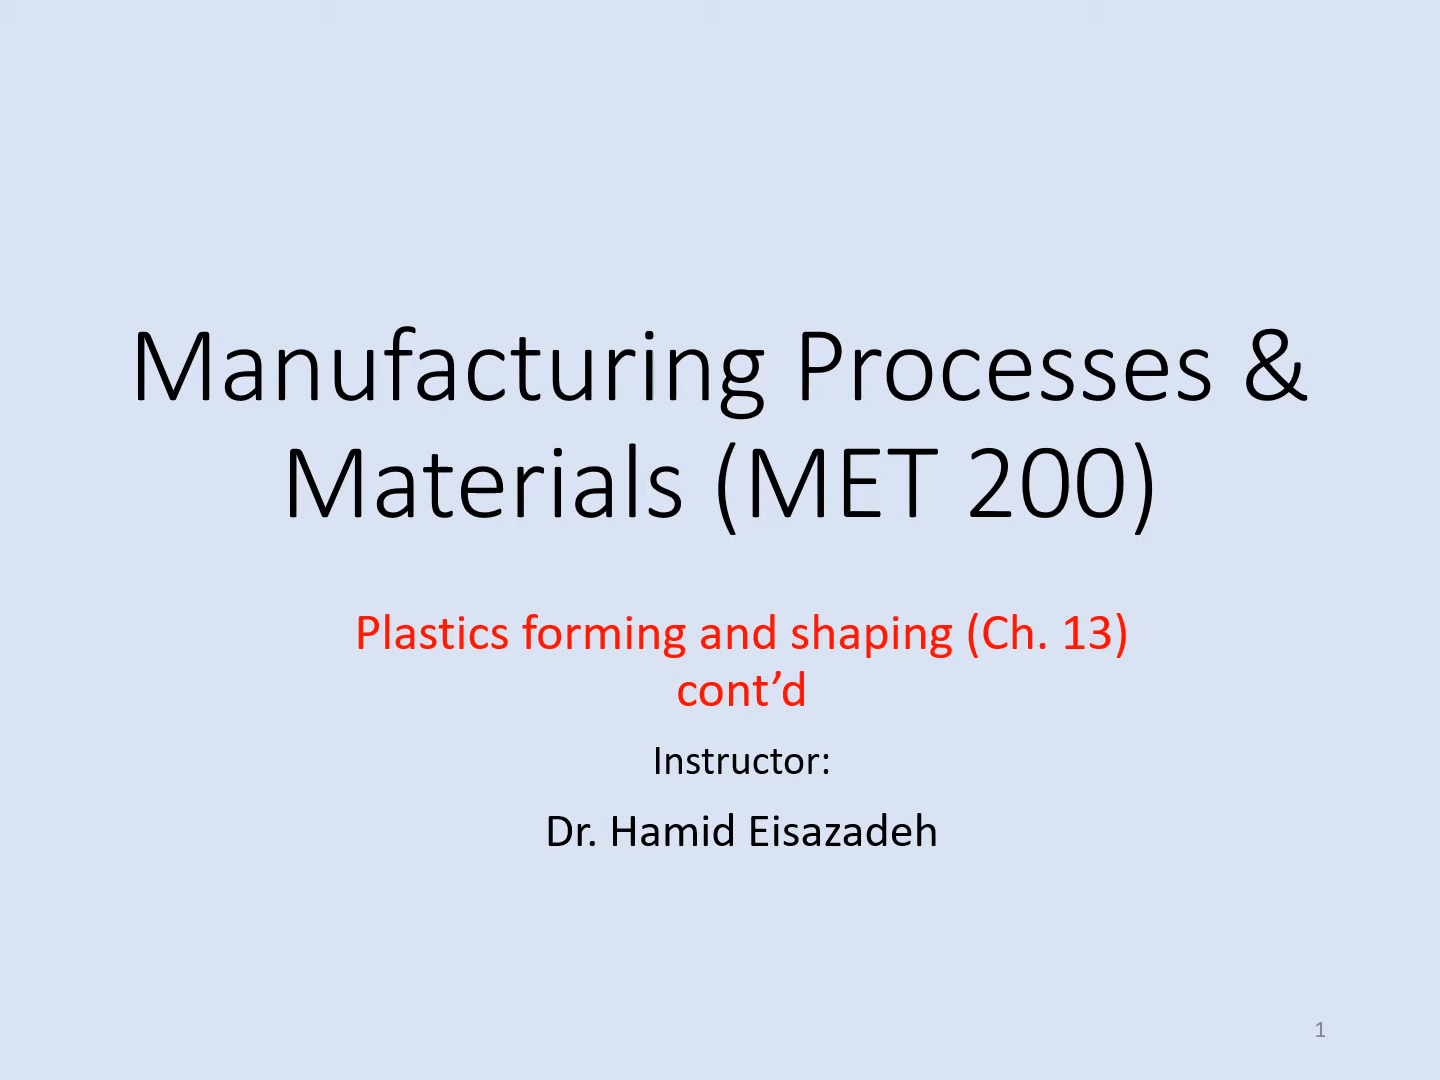 Manufacturing Processes &
Materials (MET 200)
Plastics forming and shaping (Ch. 13)
cont’d
Instructor:
Dr. Hamid Eisazadeh
1